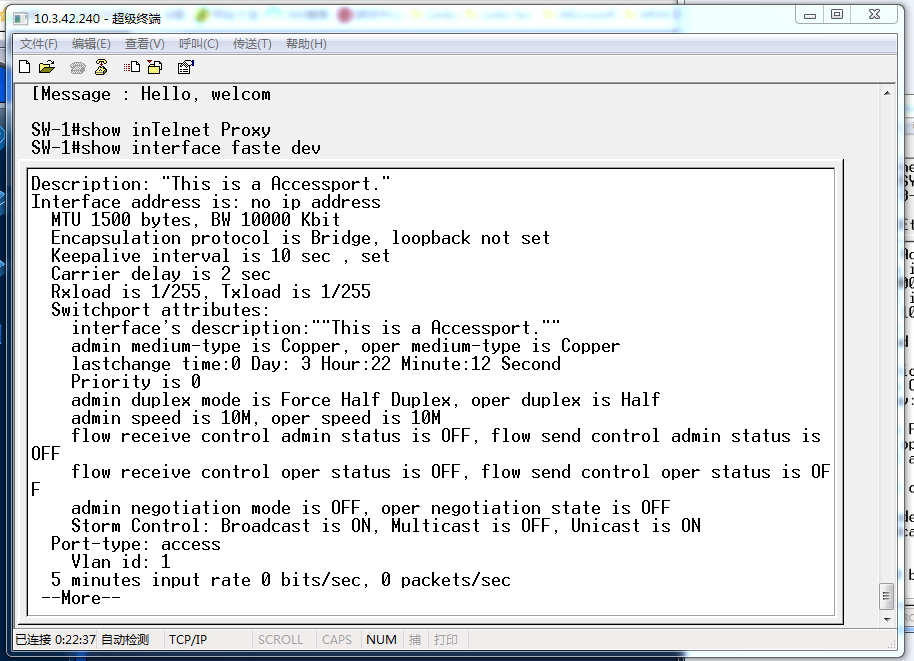 10.3.42.240 - 超级终端
文件(F) 编辑(E) 查看(V) 呼叫(C) 传送(T) 帮助(H)
[Message : Hello, welcom
SW-1#show inTelnet Proxy
SW-1#show interface faste dev
Description: "This is a Accessport."
Interface address is: no ip address
MTU 1500 bytes, BW 10000 Kbit
Encapsulation protocol is Bridge, loopback not set
Keepalive interval is 10 sec , set
Carrier delay is 2 sec
Rxload is 1/255, Txload is 1/255
Switchport attributes:
interface's description:""This is a Accessport.""
admin medium-type is Copper, oper medium-type is Copper
lastchange time:0 Day: 3 Hour:22 Minute:12 Second
Priority is 0
admin duplex mode is Force Half Duplex, oper duplex is Half
admin speed is 10M, oper speed is 10M
flow receive control admin status is OFF, flow send control admin status is
OFF
flow receive control oper status is OFF, flow send control oper status is OF
F
admin negotiation mode is OFF, oper negotiation state is OFF
Storm Control: Broadcast is ON, Multicast is OFF, Unicast is ON
Port-type: access
Vlan id: 1
5 minutes input rate 0 bits/sec, 0 packets/sec
--More--
已连接 0:22:37 自动检测 TCP/IP SCROLL CAPS NUM 捕 打印